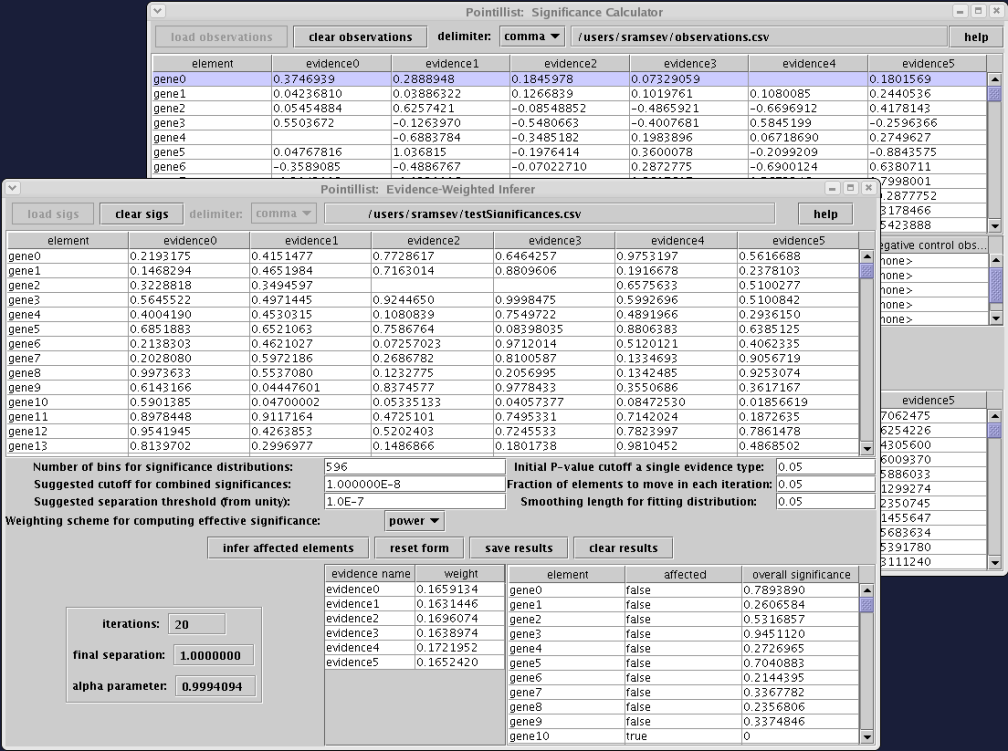 Pointillist: Significance Calculator
load observations clear observations delimiter: comma /users/sramsev/observations.csv help
element evidence0 evidence1 evidence2 evidence3 evidence4 evidence5
gene0 0.3746939 0.2888948 0.1845978 0.07329059 0.1801569
gene1 0.04236810 0.03886322 0.1266839 0.1019761 0.1080085 0.2440536
gene2 0.05454884 0.6257421 -0.08548852 -0.4865921 -0.6696912 0.4178143
gene3 0.5503672 -0.1263970 -0.5480663 -0.4007681 0.5845199 -0.2596366
gene4 -0.6883784 -0.3485182 0.1983896 0.06718690 0.2749627
gene5 0.04767816 1.036815 -0.1976414 0.3600078 -0.2099209 -0.8843575
gene6 -0.3589085 -0.4886767 -0.07022710 0.2872775 -0.6900124 0.6380711
7998001
.2877752
3178466
5423888
egative control obs...
none>
none>
none>
none>
none>
evidence5
7062475
6254226
4305600
6009370
5886033
1299274
2350745
1455647
5683634
5391780
3111240
Pointillist: Evidence-Weighted Inferer
load sigs clear sigs delimiter: comma /users/sramsev/testSignificances.csv help
element evidence0 evidence1 evidence2 evidence3 evidence4 evidence5
gene0 0.2193175 0.4151477 0.7728617 0.6464257 0.9753197 0.5616688
gene1 0.1468294 0.4651984 0.7163014 0.8809606 0.1916678 0.2378103
gene2 0.3228818 0.3494597 0.6575633 0.5100277
gene3 0.5645522 0.4971445 0.9244650 0.9998475 0.5992696 0.5100842
gene4 0.4004190 0.4530315 0.1080839 0.7549722 0.4891966 0.2936150
gene5 0.6851883 0.6521063 0.7586764 0.08398035 0.8806383 0.6385125
gene6 0.2138303 0.4621027 0.07257023 0.9712014 0.5120121 0.4062335
gene7 0.2028080 0.5972186 0.2686782 0.8100587 0.1334693 0.9056719
gene8 0.9973633 0.5537080 0.1232775 0.2056995 0.1342485 0.9253074
gene9 0.6143166 0.04447601 0.8374577 0.9778433 0.3550686 0.3617167
gene10 0.5901385 0.04700002 0.05335133 0.04057377 0.08472530 0.01856619
gene11 0.8978448 0.9117164 0.4725101 0.7495331 0.7142024 0.1872635
gene12 0.9541945 0.4263853 0.5202403 0.7245533 0.7823997 0.7861478
gene13 0.8139702 0.2996977 0.1486866 0.1801738 0.9810452 0.4868502
Number of bins for significance distributions: 596 Initial P-value cutoff a single evidence type: 0.05
Suggested cutoff for combined significances: 1.000000E-8 Fraction of elements to move in each iteration: 0.05
Suggested separation threshold (from unity): 1.0E-7 Smoothing length for fitting distribution: 0.05
Weighting scheme for computing effective significance: power
infer affected elements reset form save results clear results
iterations: 20
final separation: 1.0000000
alpha parameter: 0.9994094
evidence name weight
evidence0 0.1659134
evidence1 0.1631446
evidence2 0.1696074
evidence3 0.1638974
evidence4 0.1721952
evidence5 0.1652420
element affected overall significance
gene0 false 0.7893890
gene1 false 0.2606584
gene2 false 0.5316857
gene3 false 0.9451120
gene4 false 0.2726965
gene5 false 0.7040883
gene6 false 0.2144395
gene7 false 0.3367782
gene8 false 0.2356806
gene9 false 0.3374846
gene10 true 0